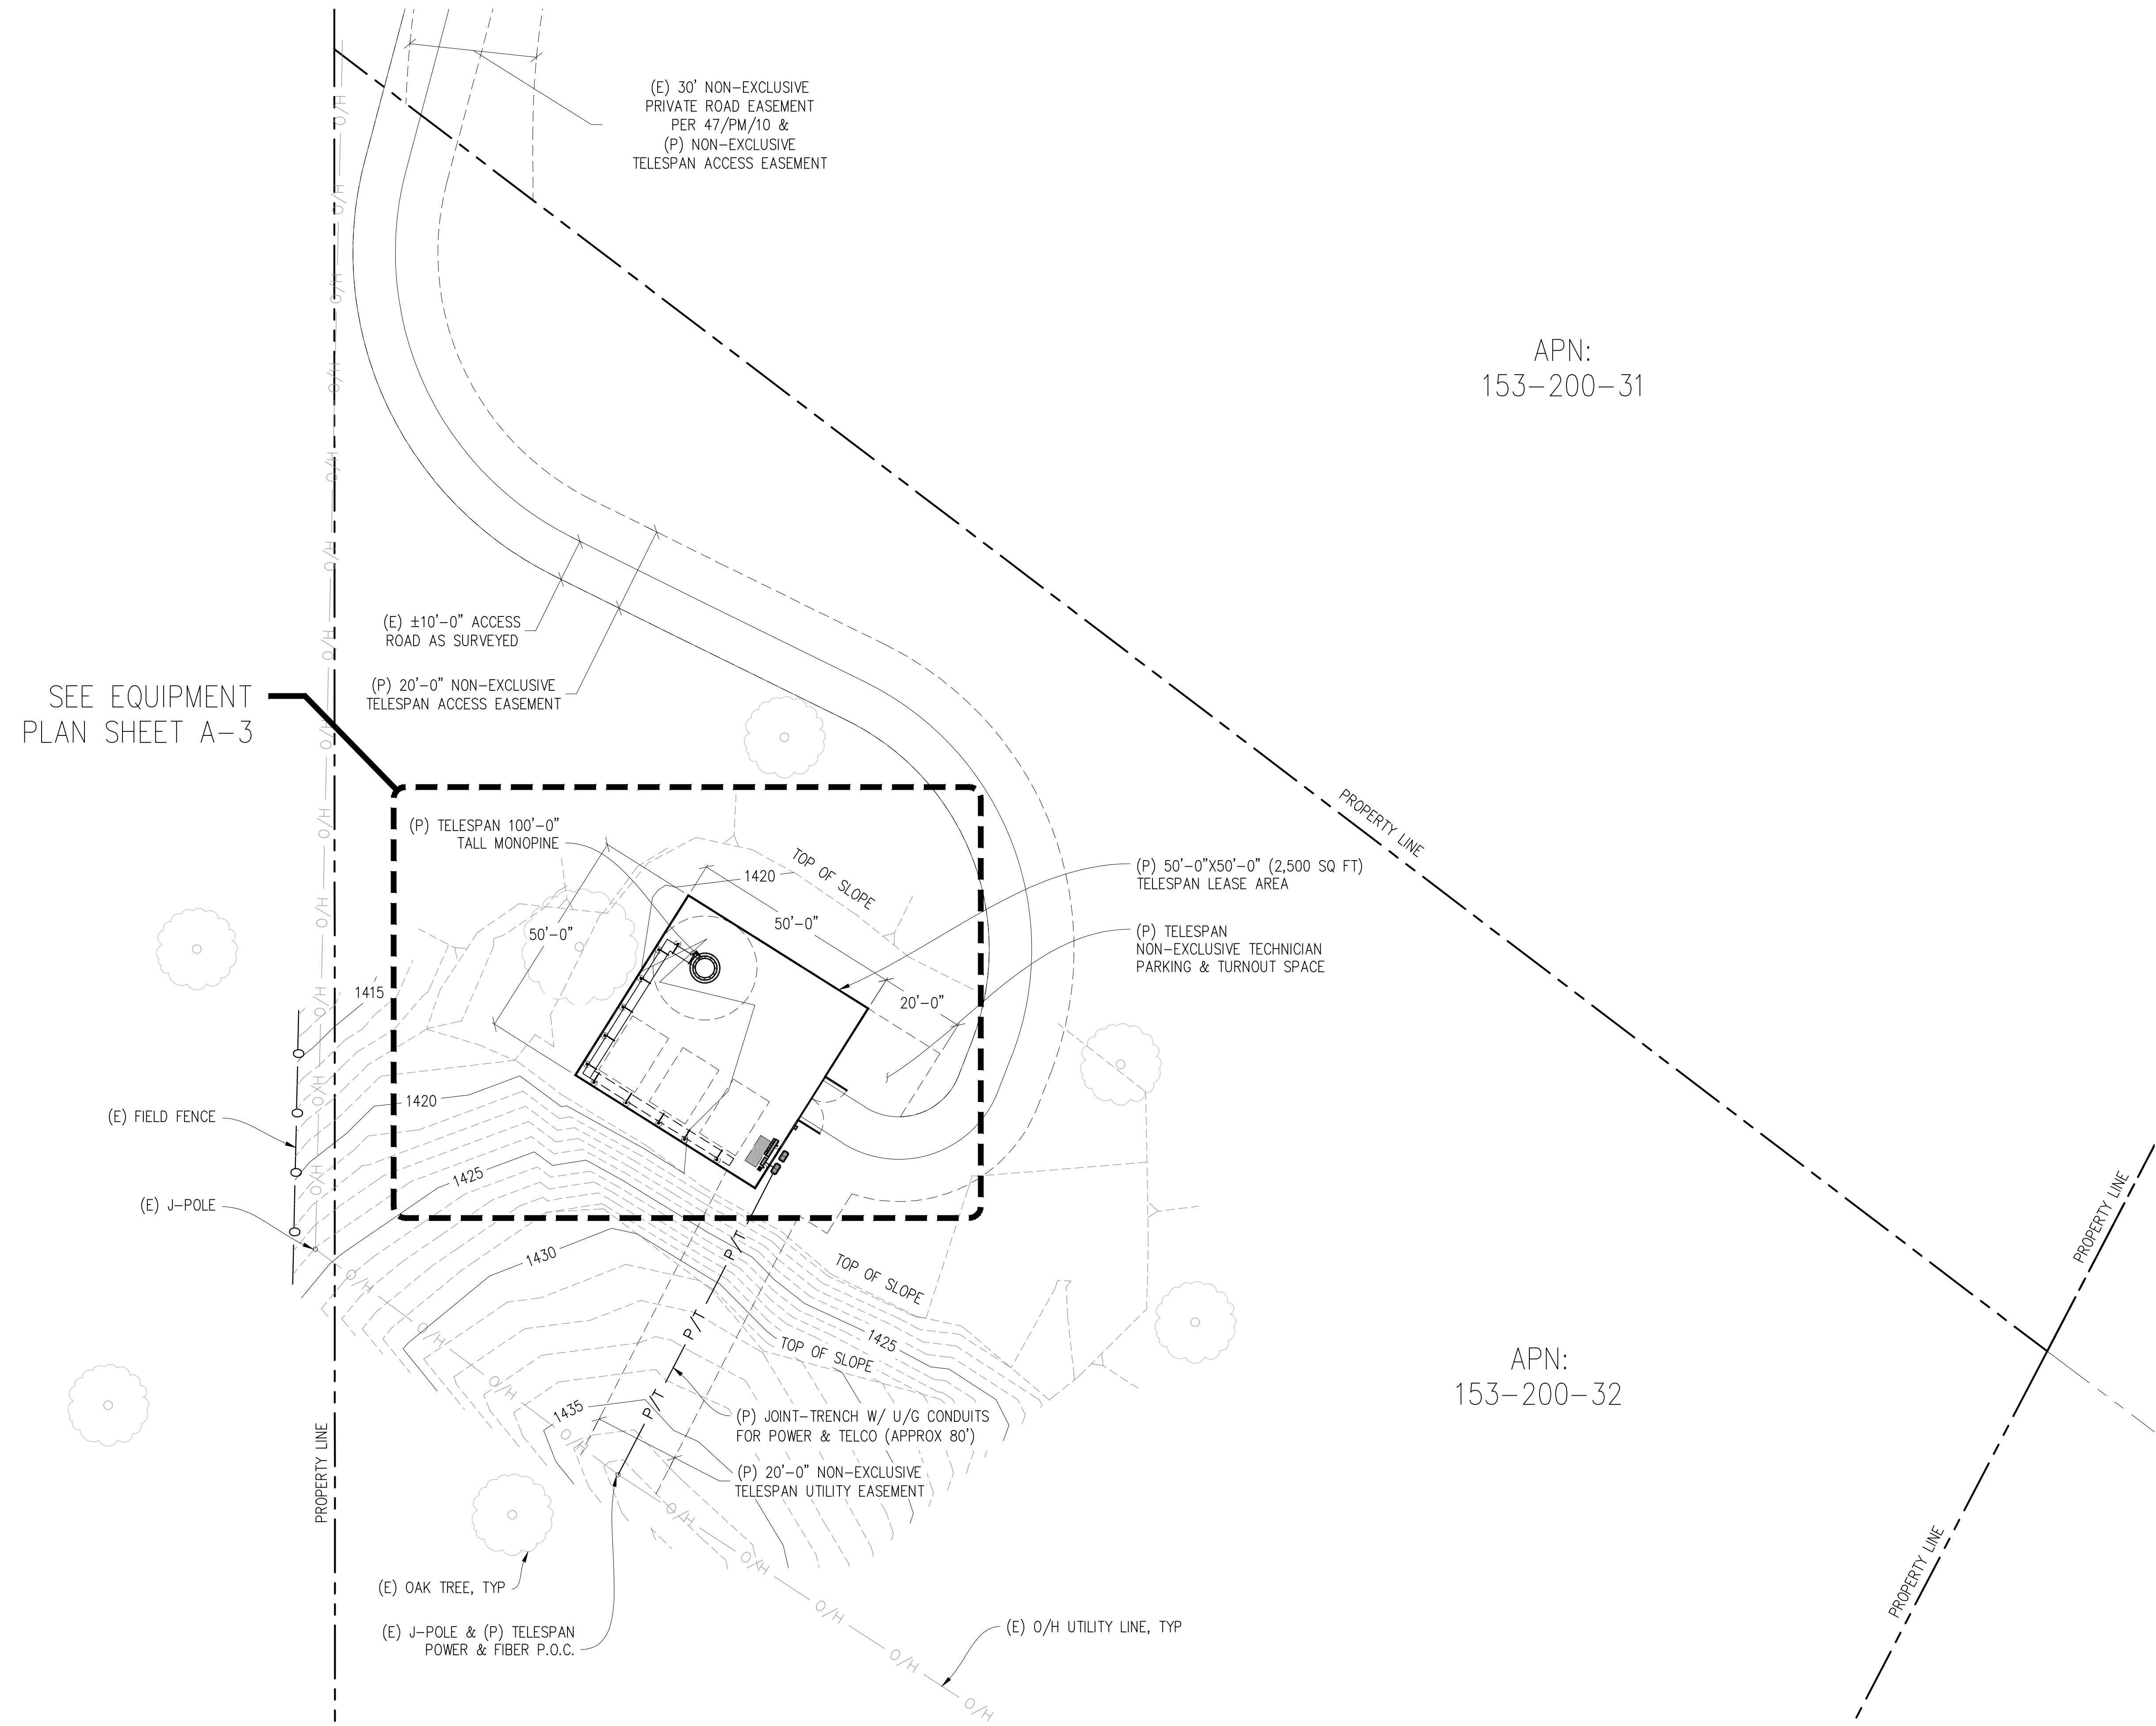 (E) 30' NON-EXCLUSIVE
PRIVATE ROAD EASEMENT
PER 47/PM/10 &
(P) NON-EXCLUSIVE
TELESPAN ACCESS EASEMENT
O/H
O/H
O/H
O/H
O/H
O/H
O/H
O/H
O/H
O/H
O/H
O/H
O/H
APN:
153-200-31
(E) ±10'-0" ACCESS
ROAD AS SURVEYED
(P) 20'-0" NON-EXCLUSIVE
TELESPAN ACCESS EASEMENT
SEE EQUIPMENT
PLAN SHEET A-3
PROPERTY LINE
(P) TELESPAN 100'-0"
TALL MONOPINE
TOP OF SLOPE
1420
50'-0"
50'-0"
(P) 50'-0"X50'-0" (2,500 SQ FT)
TELESPAN LEASE AREA
(P) TELESPAN
NON-EXCLUSIVE TECHNICIAN
PARKING & TURNOUT SPACE
20'-0"
1415
1420
(E) FIELD FENCE
1425
(E) J-POLE
1430
P/T
P/T
P/T
TOP OF SLOPE
1425
TOP OF SLOPE
PROPERTY LINE
O/H
O/H
O/H
O/H
APN:
153-200-32
1435
(P) JOINT-TRENCH W/ U/G CONDUITS
FOR POWER & TELCO (APPROX 80')
(P) 20'-0" NON-EXCLUSIVE
TELESPAN UTILITY EASEMENT
PROPERTY LINE
O/H
O/H
O/H
O/H
O/H
PROPERTY LINE
(E) OAK TREE, TYP
(E) J-POLE & (P) TELESPAN
POWER & FIBER P.O.C.
(E) O/H UTILITY LINE, TYP